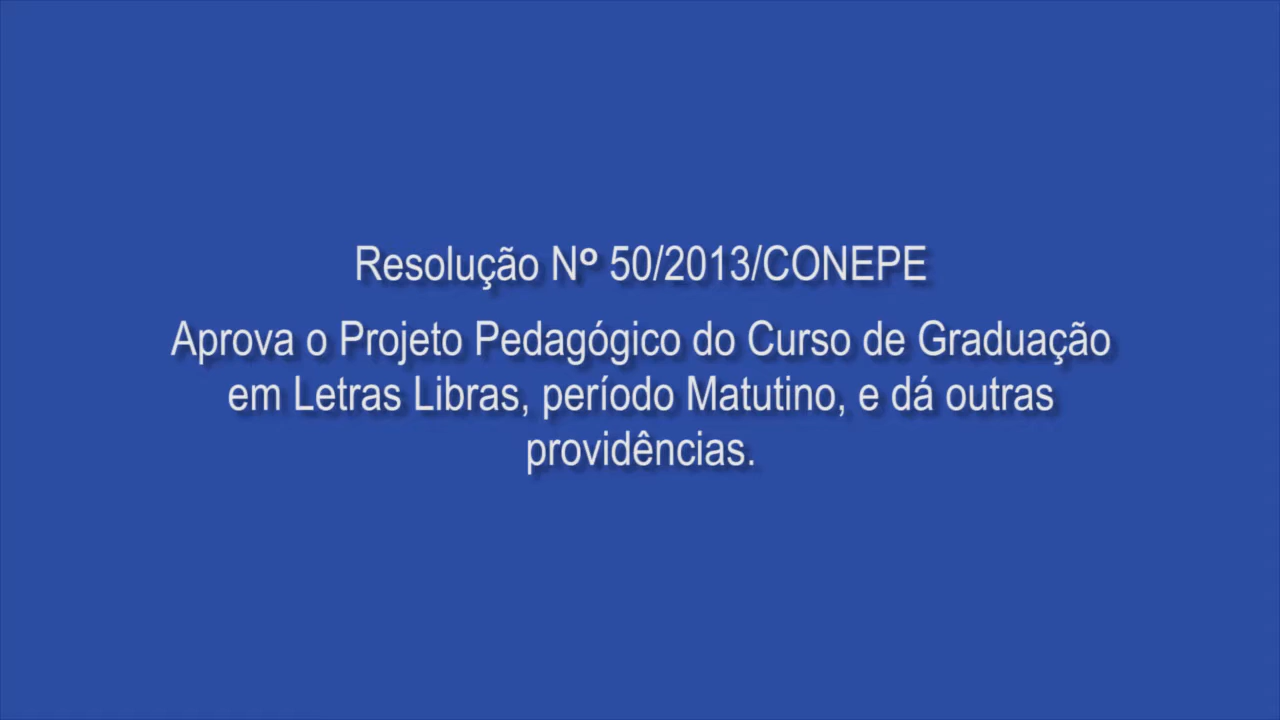 Resolução Nº 50/2013/CONEPE
Aprova o Projeto Pedagógico do Curso de Graduação
em Letras Libras, período Matutino, e dá outras
providências.